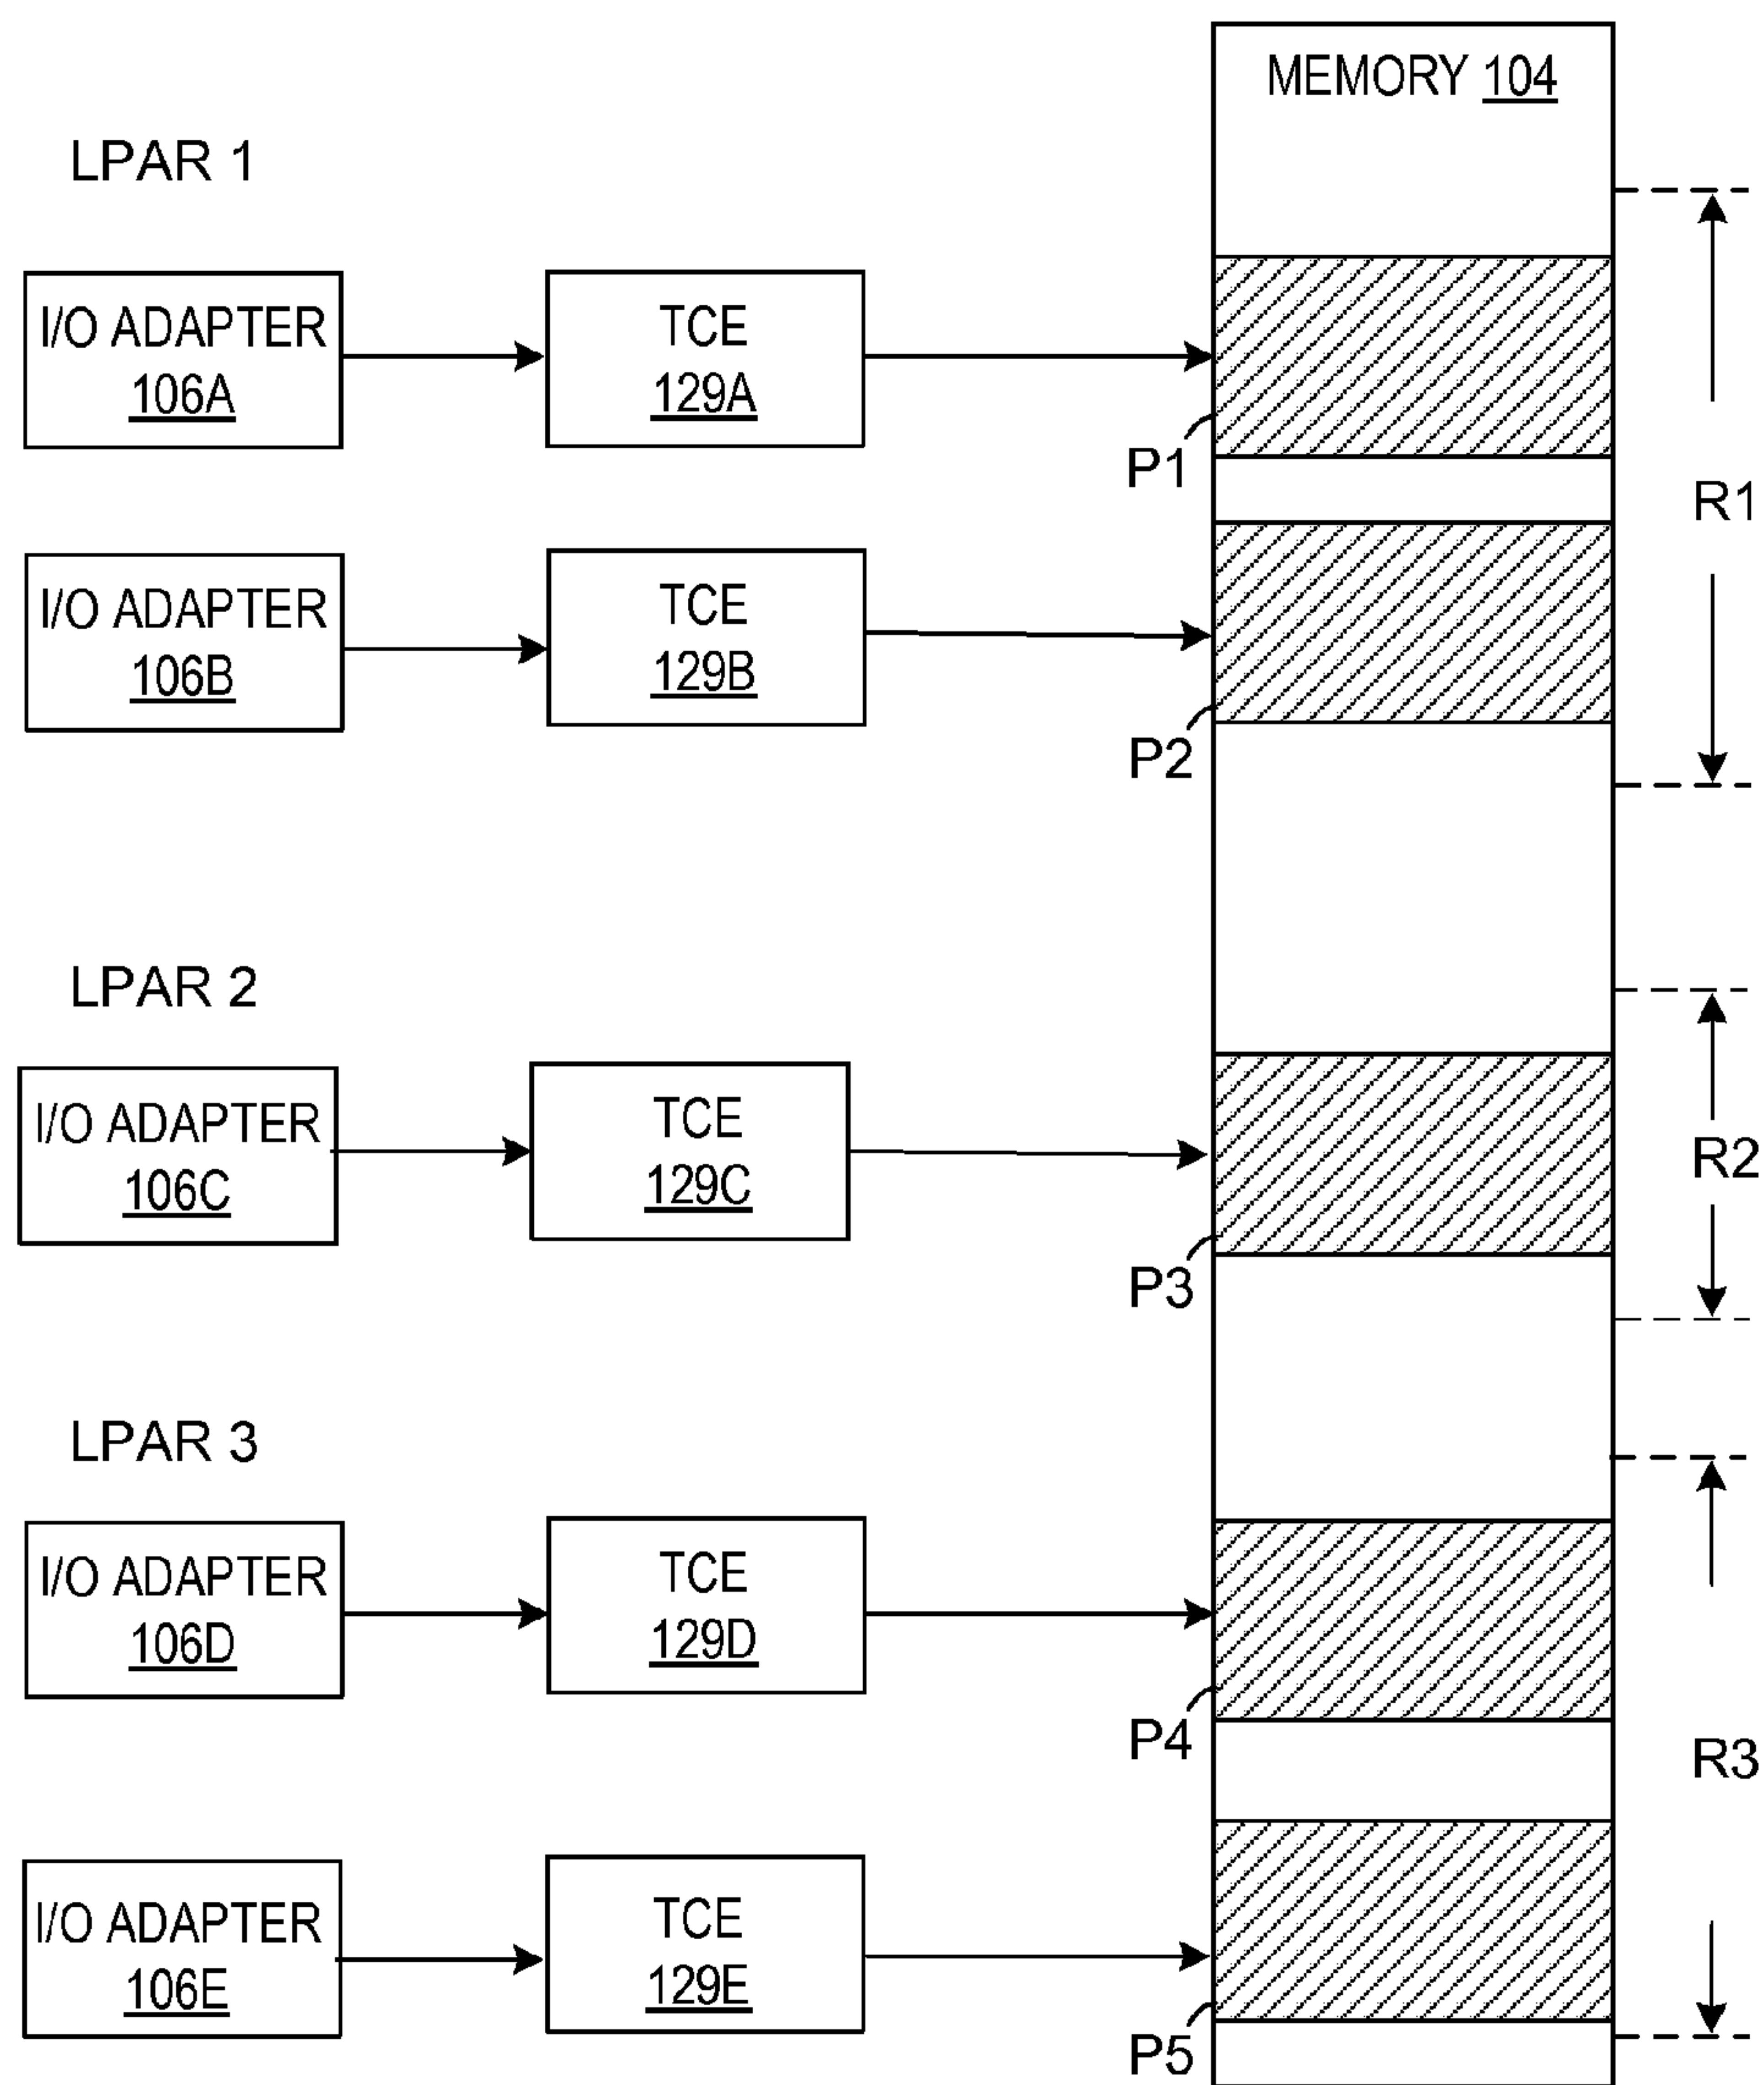 MEMORY 104
LPAR 1
I/O ADAPTER
106A
TCE
129A
P1
R1
I/O ADAPTER
106B
TCE
129B
P2
LPAR 2
I/O ADAPTER
106C
TCE
129C
R2
P3
LPAR 3
I/O ADAPTER
106D
TCE
129D
P4
R3
I/O ADAPTER
106E
TCE
129E
P5